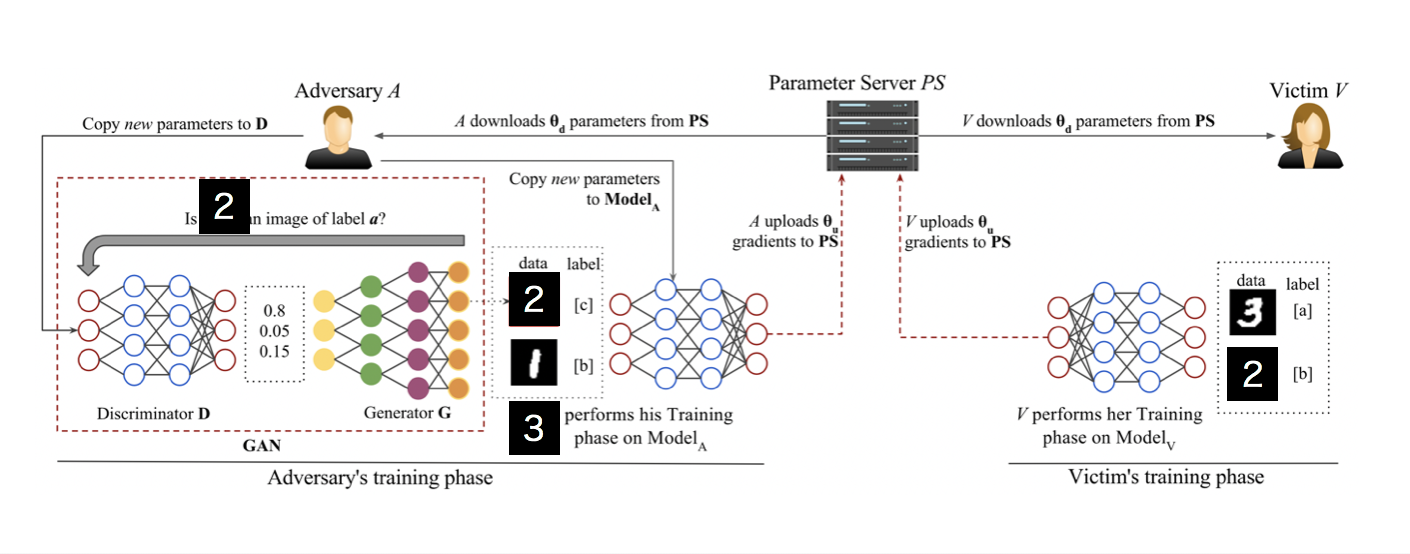 Adversary A
Parameter Server PS
Victim V
Copy new parameters to D
A downloads θd parameters from PS
V downloads θd parameters from PS
Copy new parameters
to ModelA
2
Is an image of label a?
A uploads θu
gradients to PS
V uploads θu
gradients to PS
data label
2 [c]
1 [b]
3
0.8
0.05
0.15
Discriminator D
Generator G
GAN
performs his Training
phase on ModelA
Adversary's training phase
data label
3 [a]
2 [b]
V performs her Training
phase on ModelV
Victim's training phase